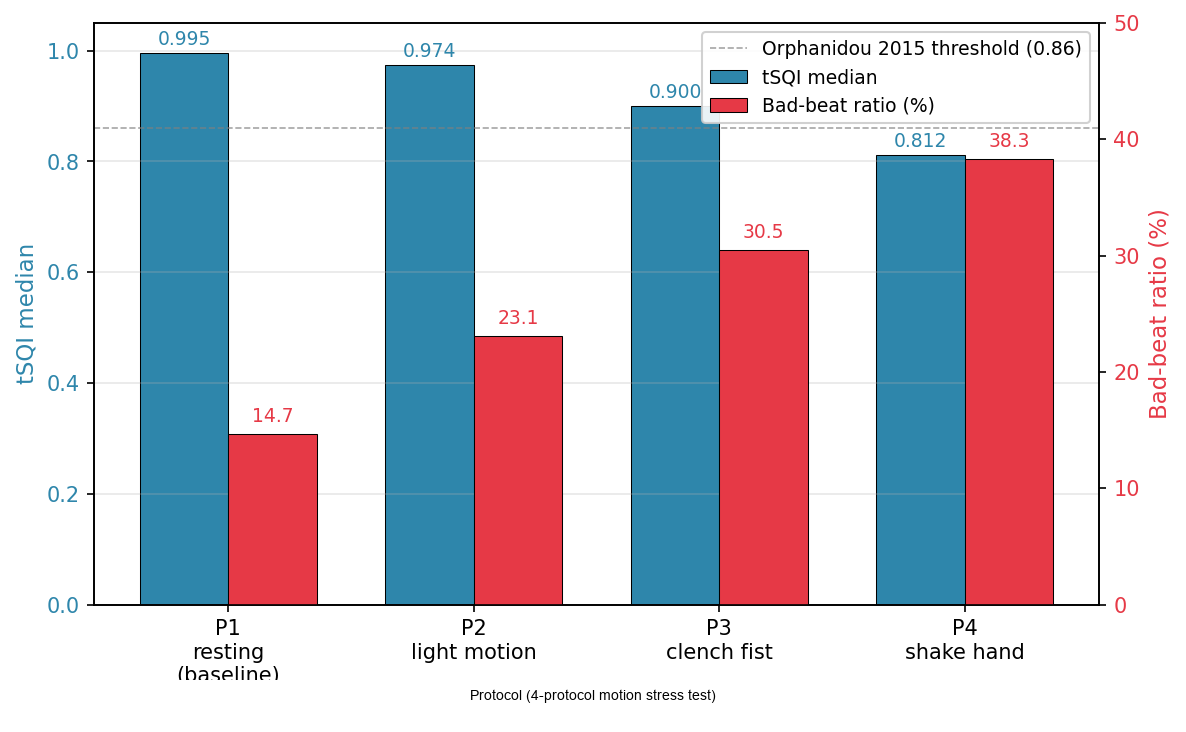 0.995
0.974
0.900
0.812
38.3
30.5
23.1
14.7
Orphanidou 2015 threshold (0.86)
tSQI median
Bad-beat ratio (%)
tSQI median
1.0
0.8
0.6
0.4
0.2
0.0
50
40
30
20
10
0
Bad-beat ratio (%)
P1
resting
(baseline)
P2
light motion
P3
clench fist
P4
shake hand
Protocol (4-protocol motion stress test)